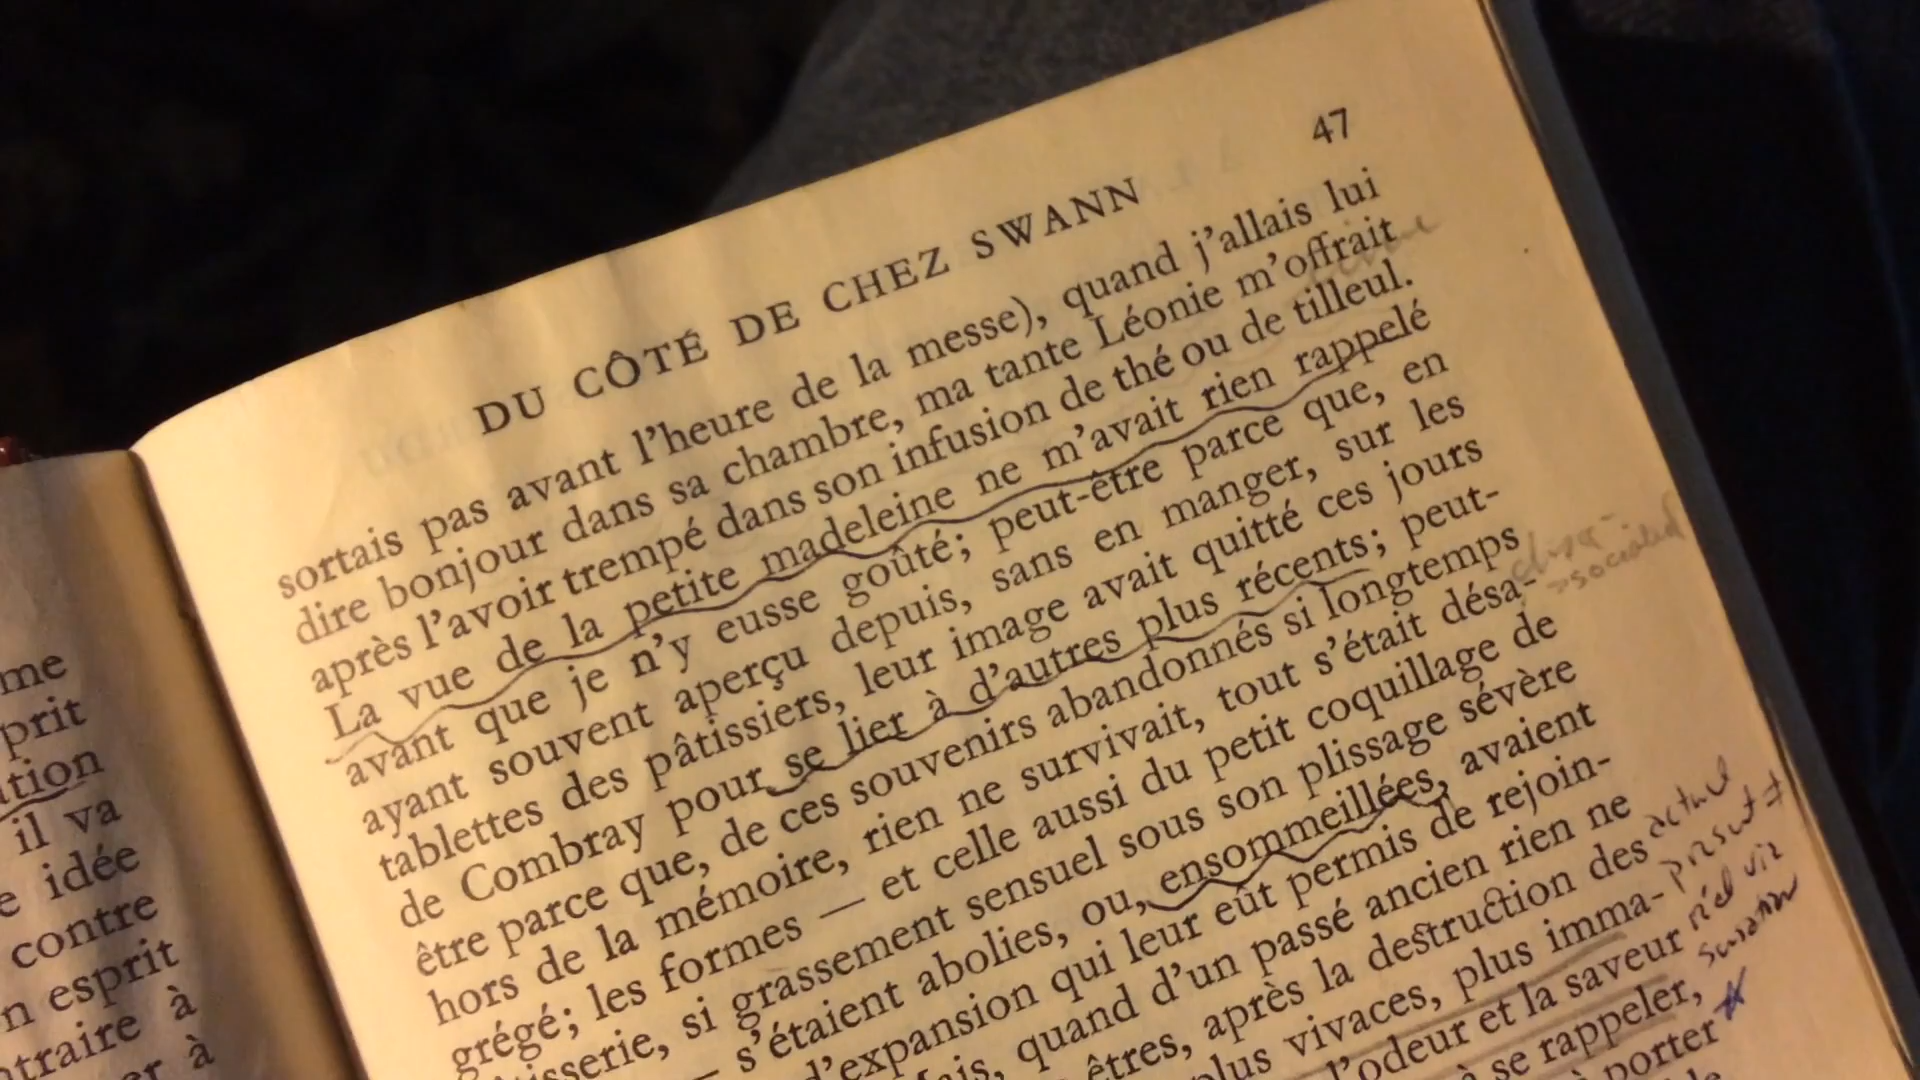 me
prit
tion
il va
e idée
contre
n esprit
ntraire à
er à
47
DU CÔTÉ DE CHEZ SWANN
sortais pas avant l'heure de la messe), quand j'allais lui
dire bonjour dans sa chambre, ma tante Léonie m'offrait
après l'avoir trempé dans son infusion de thé ou de tilleul.
La vue de la petite madeleine ne m'avait rien rappelé
avant que je n'y eusse goûté; peut-être parce que, en
ayant souvent aperçu depuis, sans en manger, sur les
tablettes des pâtissiers, leur image avait quitté ces jours
de Combray pour se lier à d'autres plus récents; peut-
être parce que, de ces souvenirs abandonnés si longtemps
hors de la mémoire, rien ne survivait, tout s'était désa-
grégé; les formes — et celle aussi du petit coquillage de
tisserie, si grassement sensuel sous son plissage sévère
— s'étaient abolies, ou, ensommeillées, avaient
d'expansion qui leur eût permis de rejoin-
ais, quand d'un passé ancien rien ne
êtres, après la destruction des
plus vivaces, plus imma-
l'odeur et la saveur
à se rappeler,
à porter
actual
present ≠